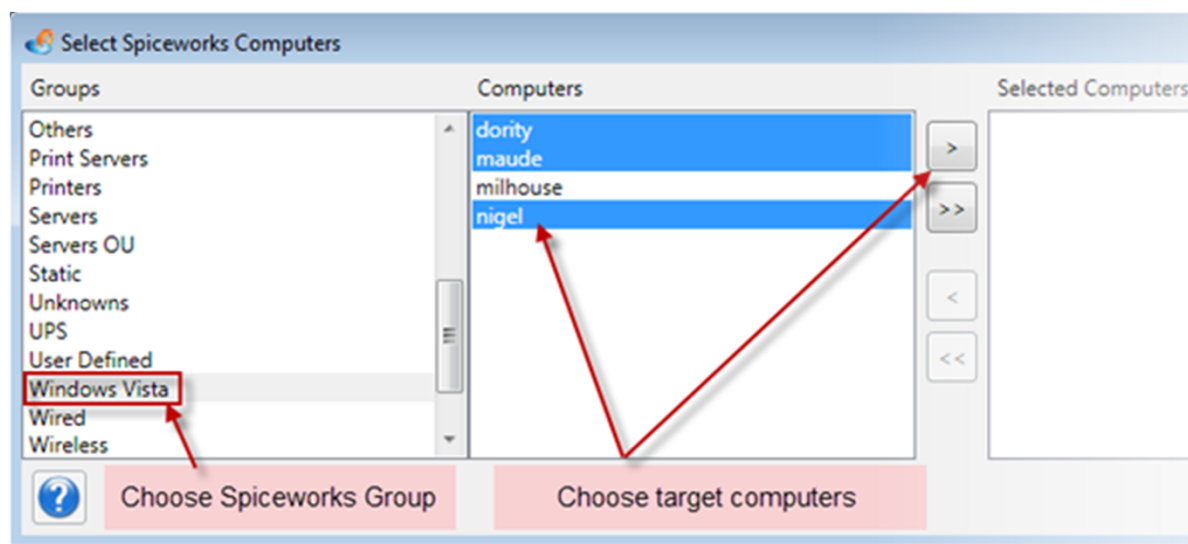 Select Spiceworks Computers
Groups
Computers
Selected Computers
Others
Print Servers
Printers
Servers
Servers OU
Static
Unknowns
UPS
User Defined
Windows Vista
Wired
Wireless
dority
maude
milhouse
nigel
>
>>
<
<<
?
Choose Spiceworks Group
Choose target computers